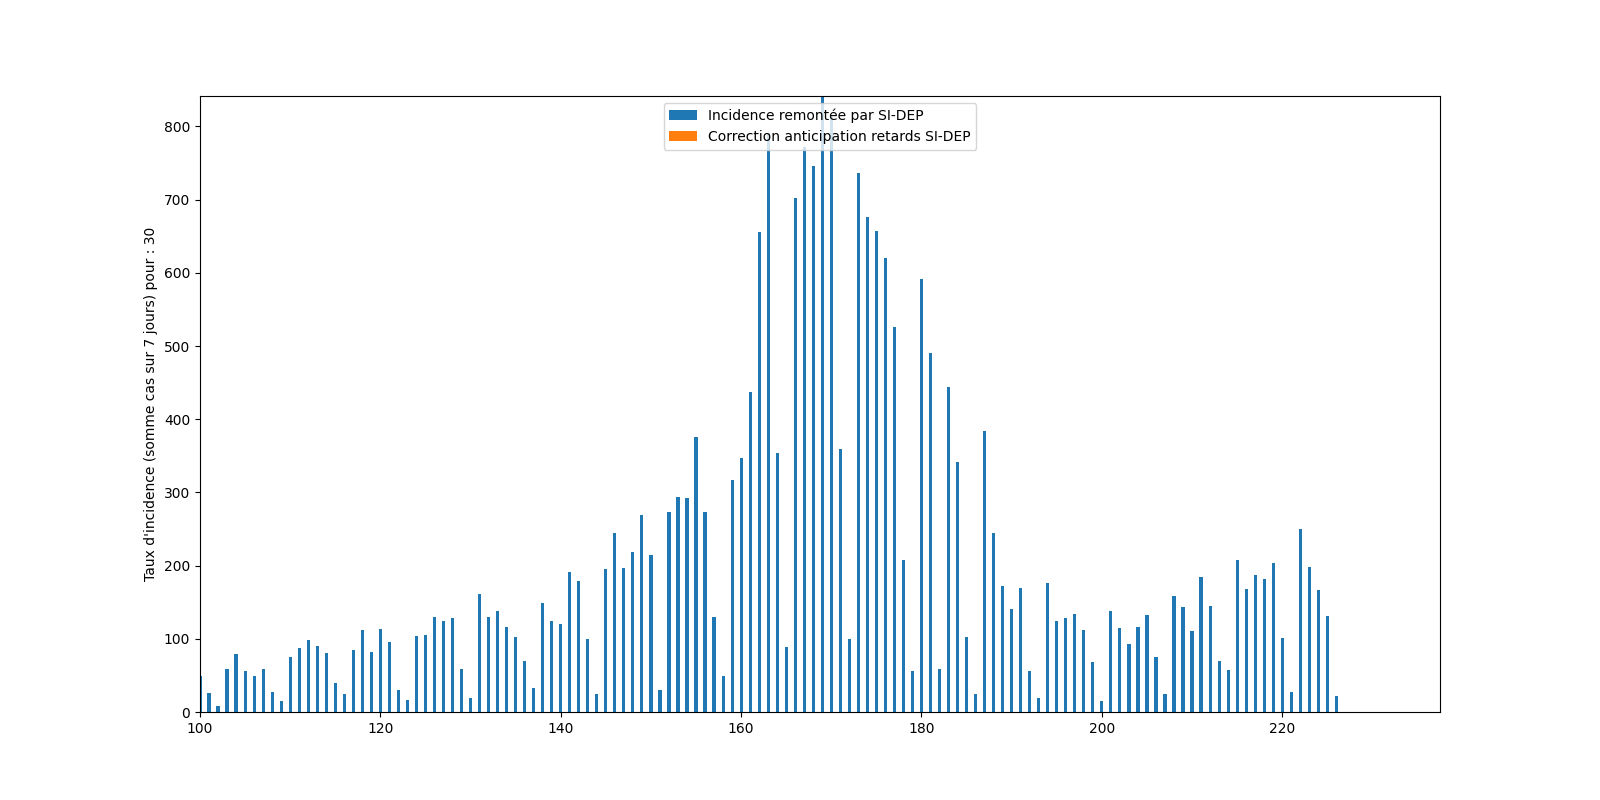 Incidence remontée par SI-DEP
Correction anticipation retards SI-DEP
Taux d'incidence (somme cas sur 7 jours) pour : 30
800
700
600
500
400
300
200
100
0
100 120 140 160 180 200 220